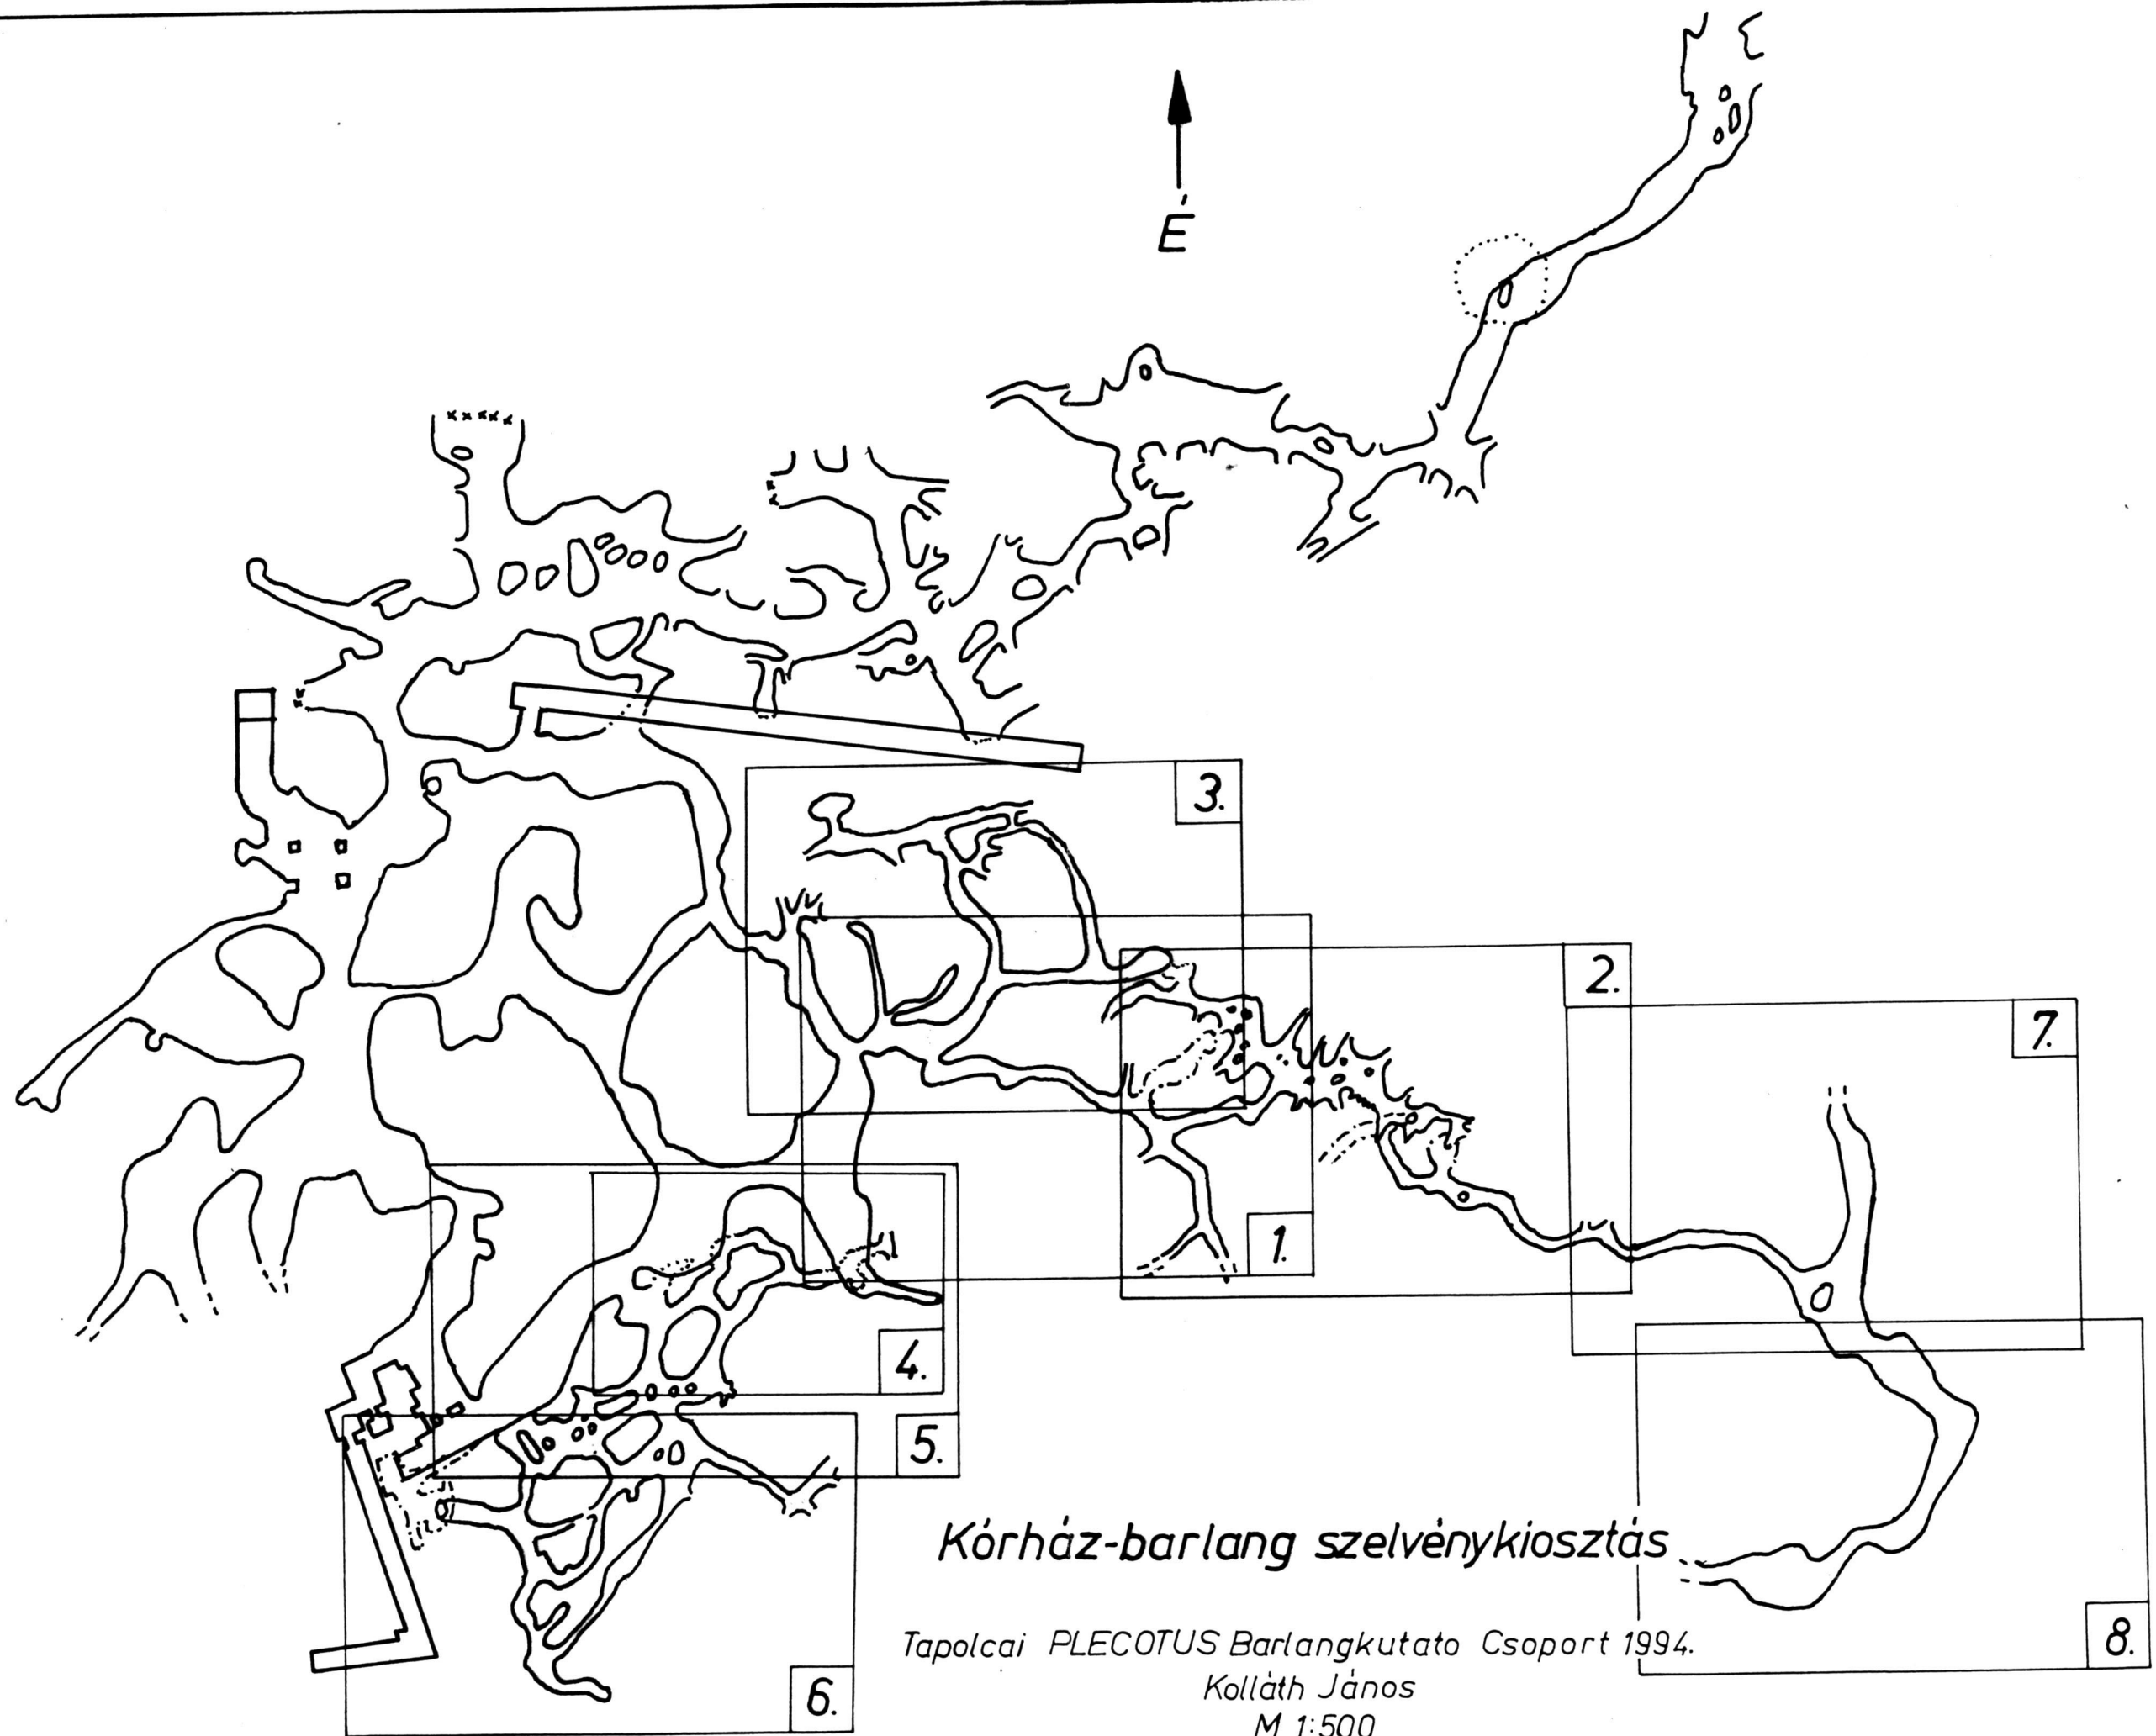 É
3.
2.
7.
1.
4.
5.
Kórház-barlang szelvénykiosztás
8.
Tapolcai PLECOTUS Barlangkutato Csoport 1994.
6.
Kolláth János
M 1:500